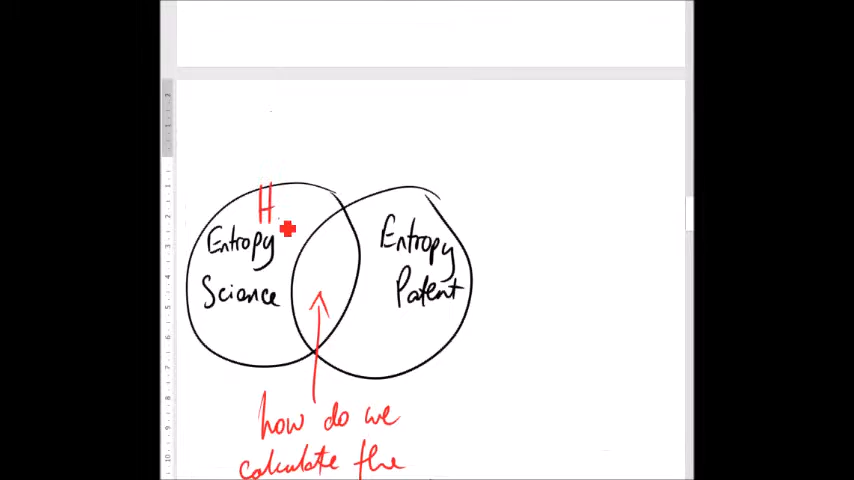 H
Entropy
Science
Entropy
Patent
how do we
calculate the